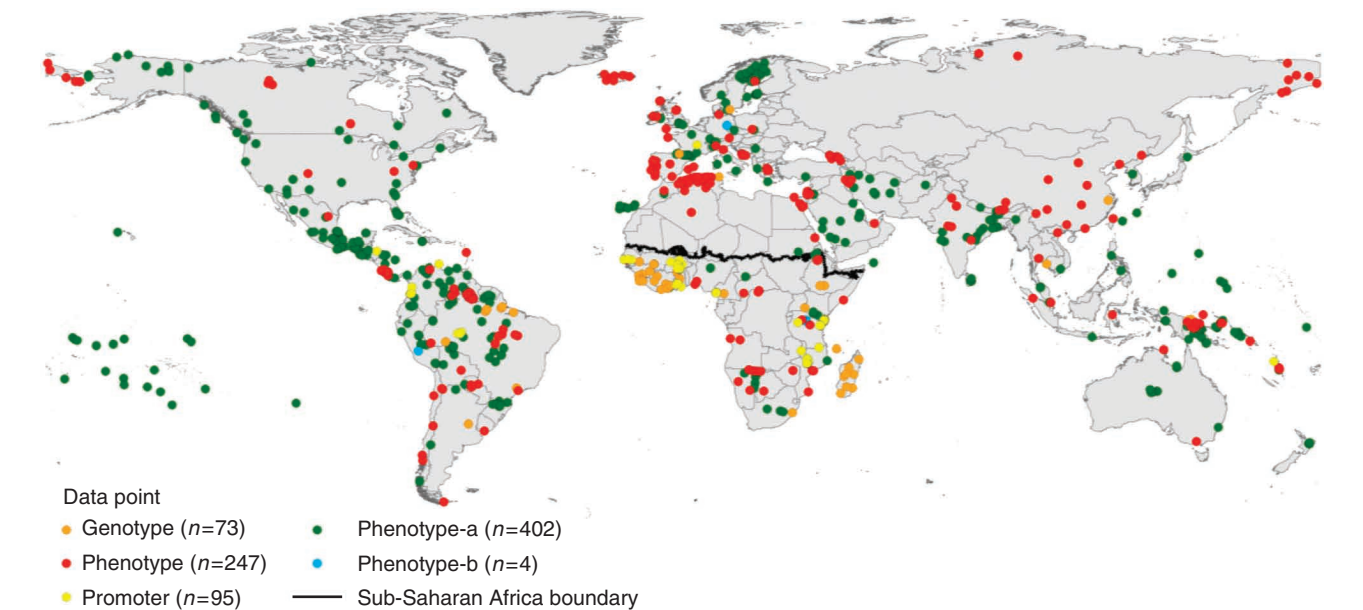 Data point
Genotype (n=73)
Phenotype (n=247)
Promoter (n=95)
Phenotype-a (n=402)
Phenotype-b (n=4)
Sub-Saharan Africa boundary